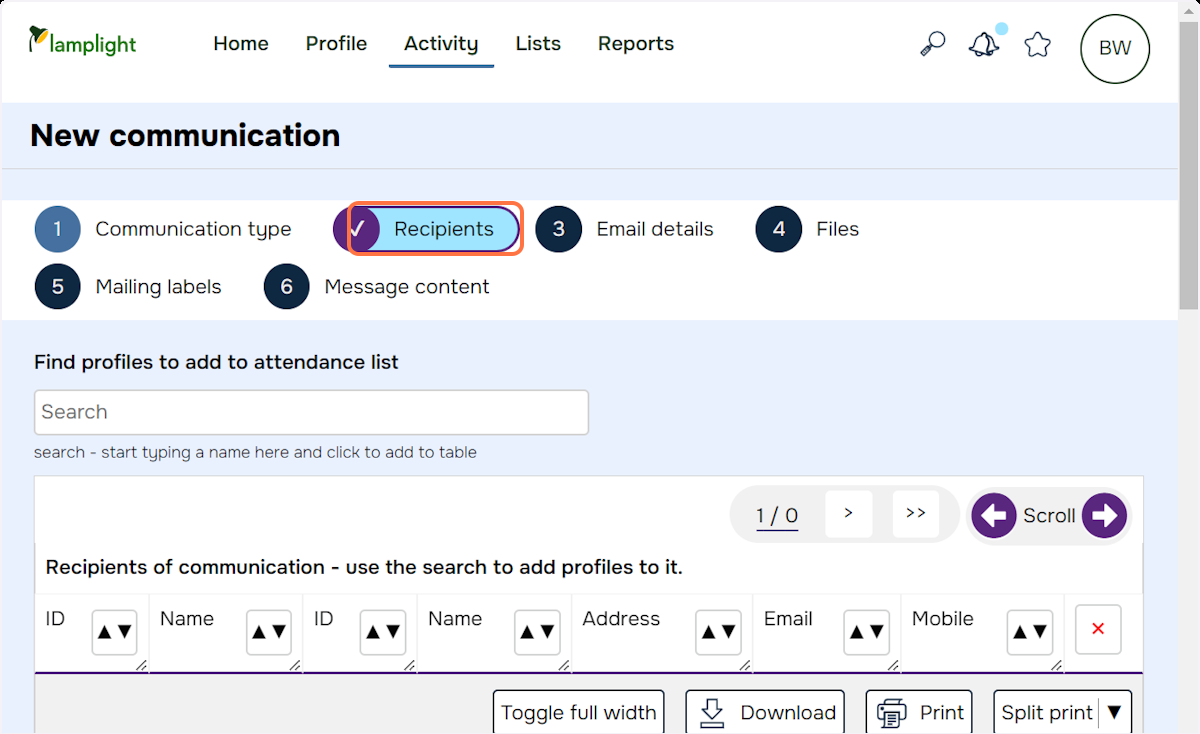 lamplight Home Profile Activity Lists Reports BW
New communication
1 Communication type ✓ Recipients 3 Email details 4 Files
5 Mailing labels 6 Message content
Find profiles to add to attendance list
Search
search - start typing a name here and click to add to table
1 / 0 > >> Scroll
Recipients of communication - use the search to add profiles to it.
ID ▲▼ Name ▲▼ ID ▲▼ Name ▲▼ Address ▲▼ Email ▲▼ Mobile ▲▼ ✕
Toggle full width Download Print Split print ▼